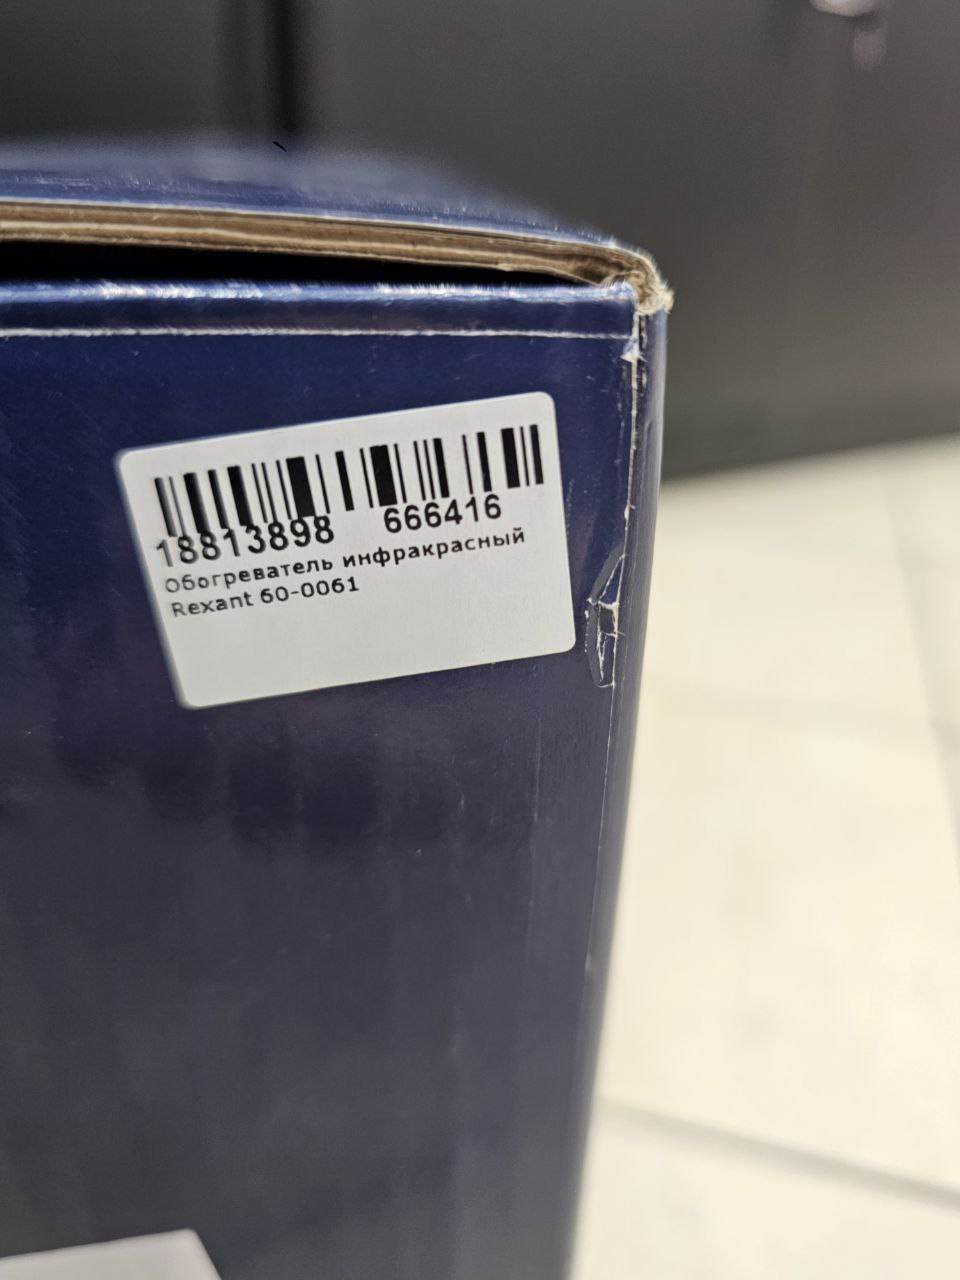 18813898 666416
Обогреватель инфракрасный
Rexant 60-0061